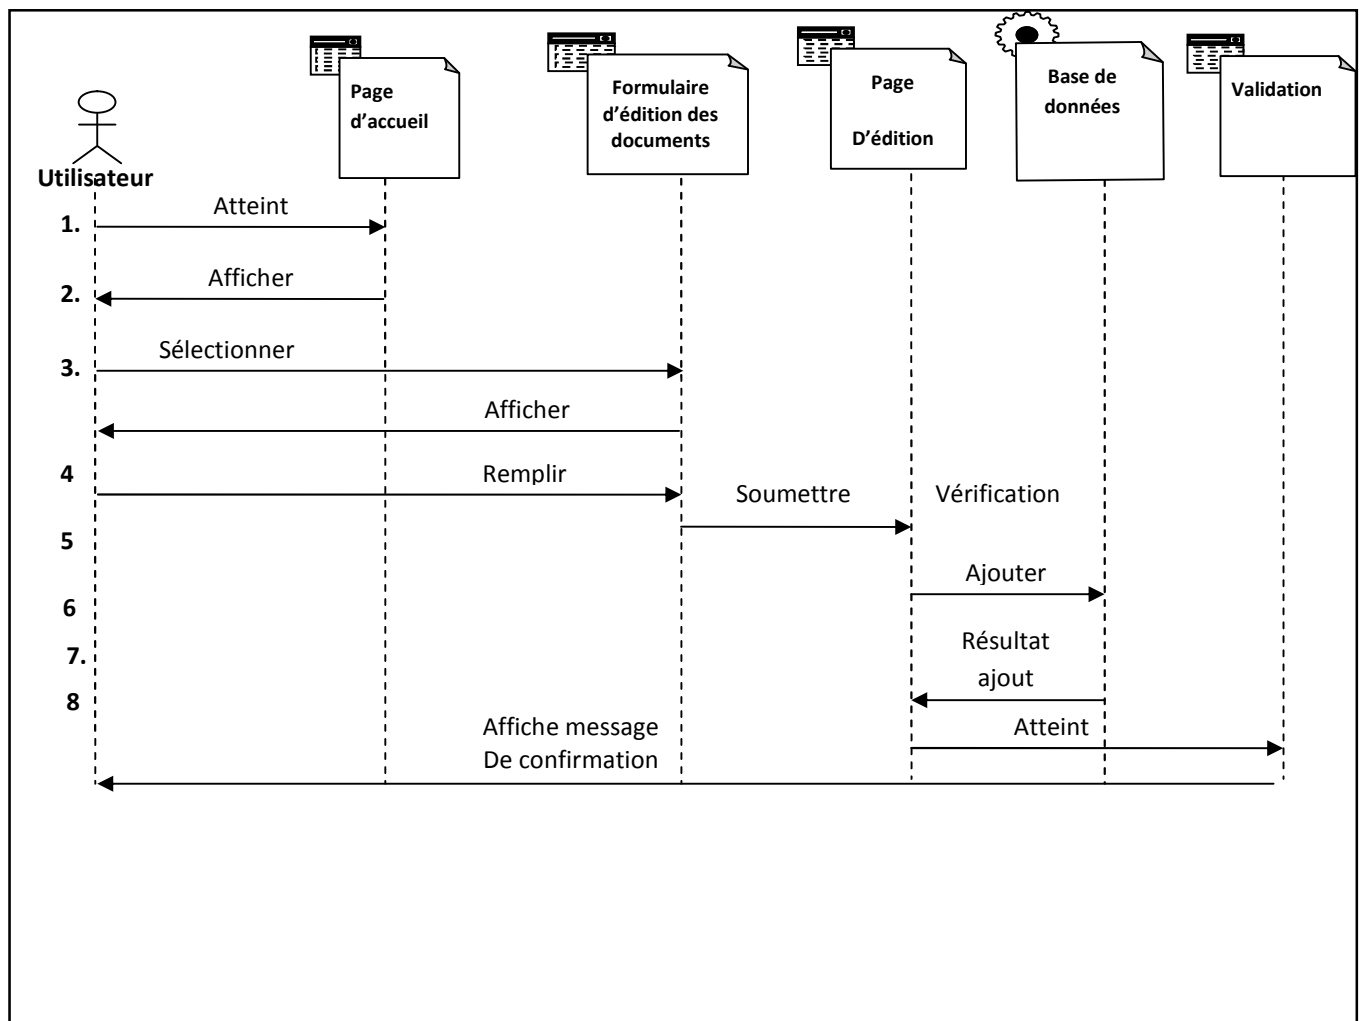 Page
d’accueil
Formulaire
d’édition des
documents
Page
D’édition
Base de
données
Validation
Utilisateur
1.
Atteint
2.
Afficher
3.
Sélectionner
Afficher
4
Remplir
Soumettre
Vérification
5
Ajouter
6
7.
Résultat
ajout
8
Affiche message
De confirmation
Atteint